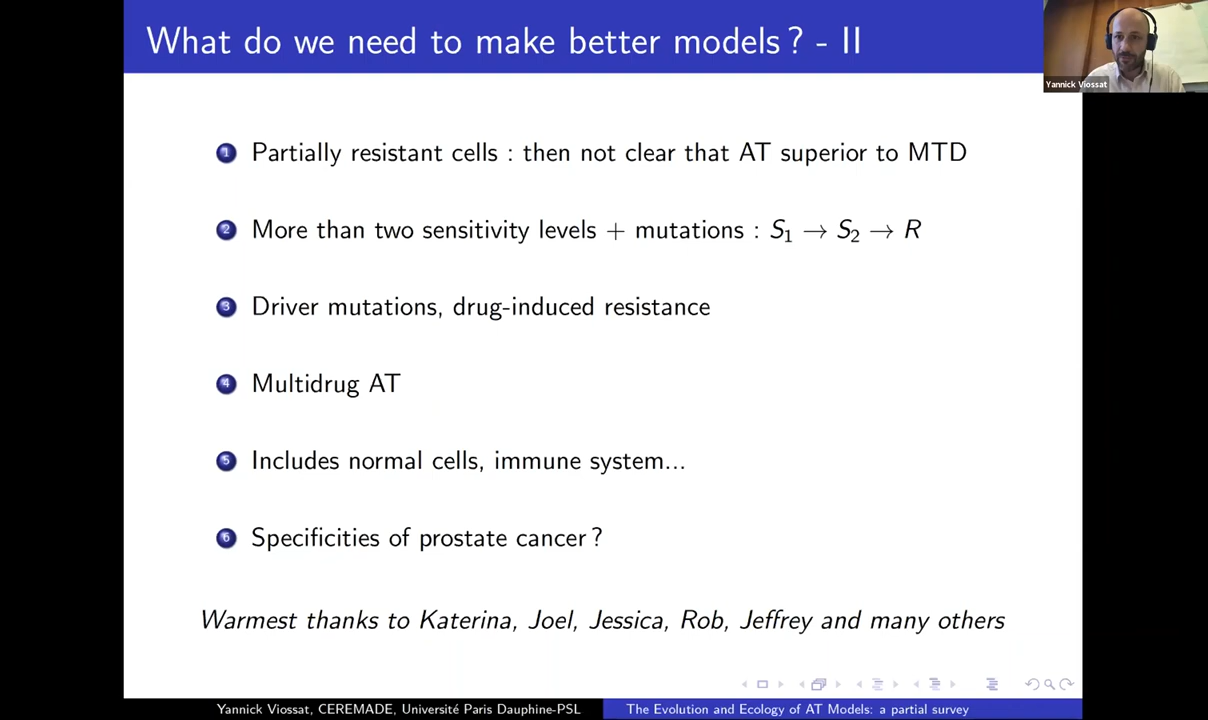 What do we need to make better models ? - II
Yannick Viossat
1 Partially resistant cells : then not clear that AT superior to MTD
2 More than two sensitivity levels + mutations : S₁ → S₂ → R
3 Driver mutations, drug-induced resistance
4 Multidrug AT
5 Includes normal cells, immune system...
6 Specificities of prostate cancer ?
Warmest thanks to Katerina, Joel, Jessica, Rob, Jeffrey and many others
Yannick Viossat, CEREMADE, Université Paris Dauphine-PSL
The Evolution and Ecology of AT Models: a partial survey